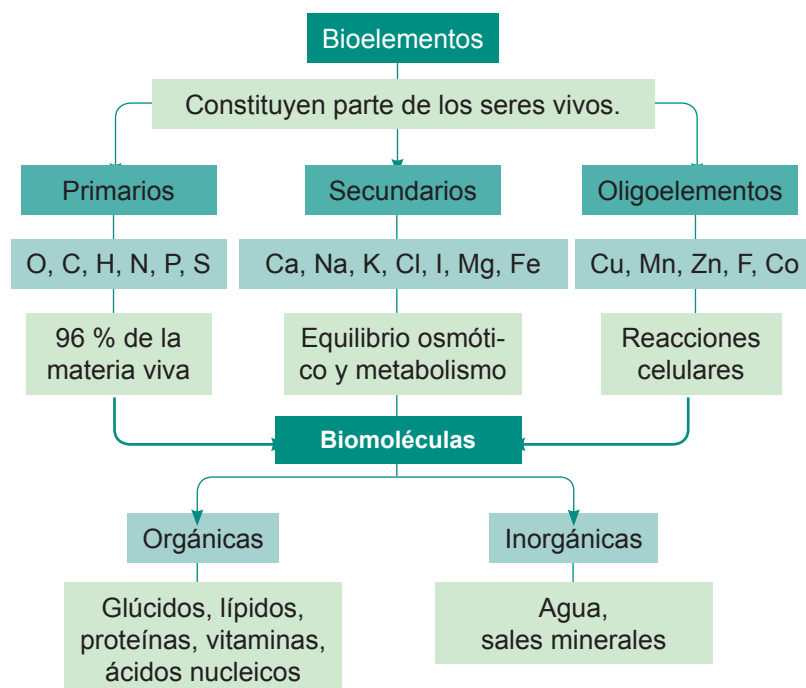 Bioelementos
Constituyen parte de los seres vivos.
Primarios
Secundarios
Oligoelementos
O, C, H, N, P, S
Ca, Na, K, Cl, I, Mg, Fe
Cu, Mn, Zn, F, Co
96 % de la
materia viva
Equilibrio osmóti-
co y metabolismo
Reacciones
celulares
Biomoléculas
Orgánicas
Inorgánicas
Glúcidos, lípidos,
proteínas, vitaminas,
ácidos nucleicos
Agua,
sales minerales